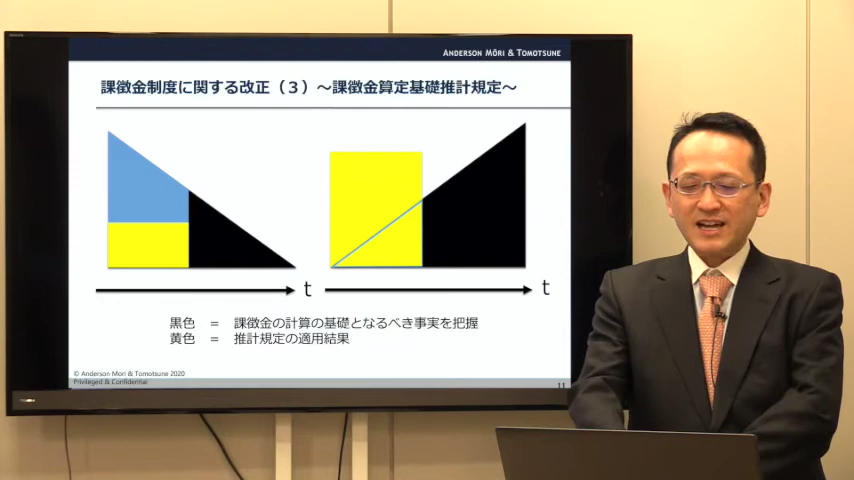 ANDERSON MŌRI & TOMOTSUNE
課徴金制度に関する改正（３）～課徴金算定基礎推計規定～
t
t
黒色 ＝ 課徴金の計算の基礎となるべき事実を把握
黄色 ＝ 推計規定の適用結果
© Anderson Mori & Tomotsune 2020
Privileged & Confidential
11